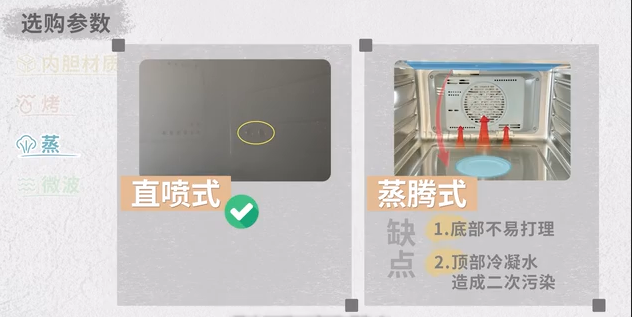 选购参数
内胆材质
烤
蒸
微波
直喷式
蒸腾式
缺点
1.底部不易打理
2.顶部冷凝水
造成二次污染